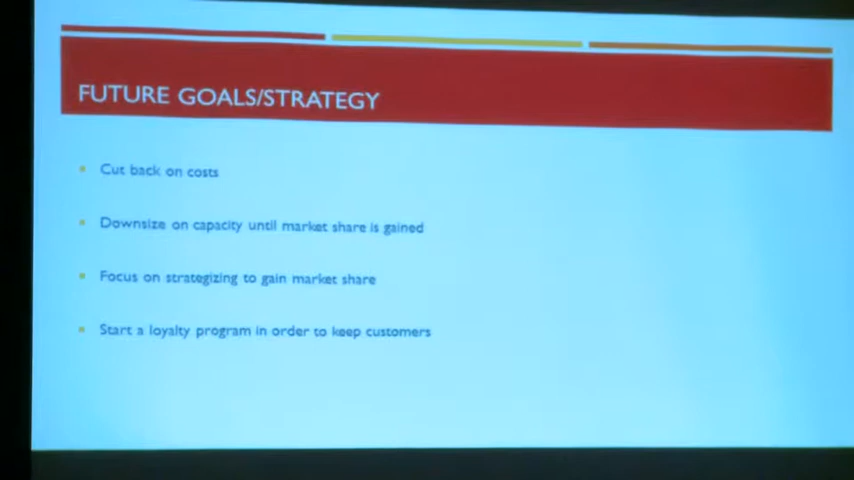 FUTURE GOALS/STRATEGY
Cut back on costs
Downsize on capacity until market share is gained
Focus on strategizing to gain market share
Start a loyalty program in order to keep customers